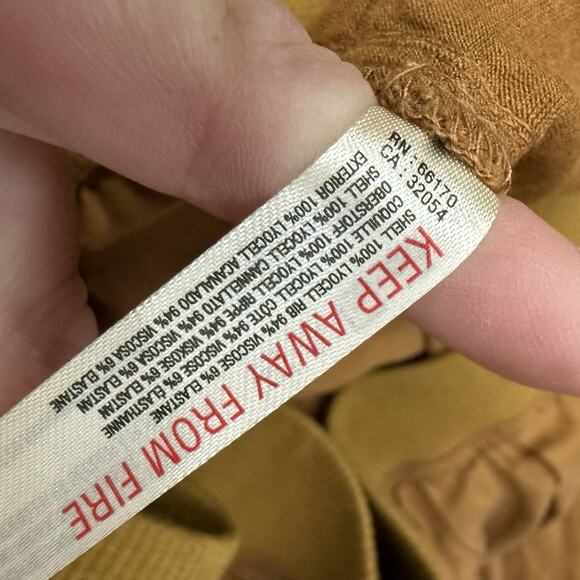 RN: 66170
CA: 32054
KEEP AWAY FROM FIRE
SHELL 100% LYOCELL RIB 94% VISCOSE 6% ELASTANE
COQUILLE 100% LYOCELL CÔTE 94% VISCOSE 6% ELASTHANNE
OBERSTOFF 100% LYOCELL RIPPE 94% VISKOSE 6% ELASTAN
SHELL 100% LYOCELL CANNELLATO 94% VISCOSA 6% ELASTAN
EXTERIOR 100% LYOCELL ACANALADO 94% VISCOSA 6% ELASTANE